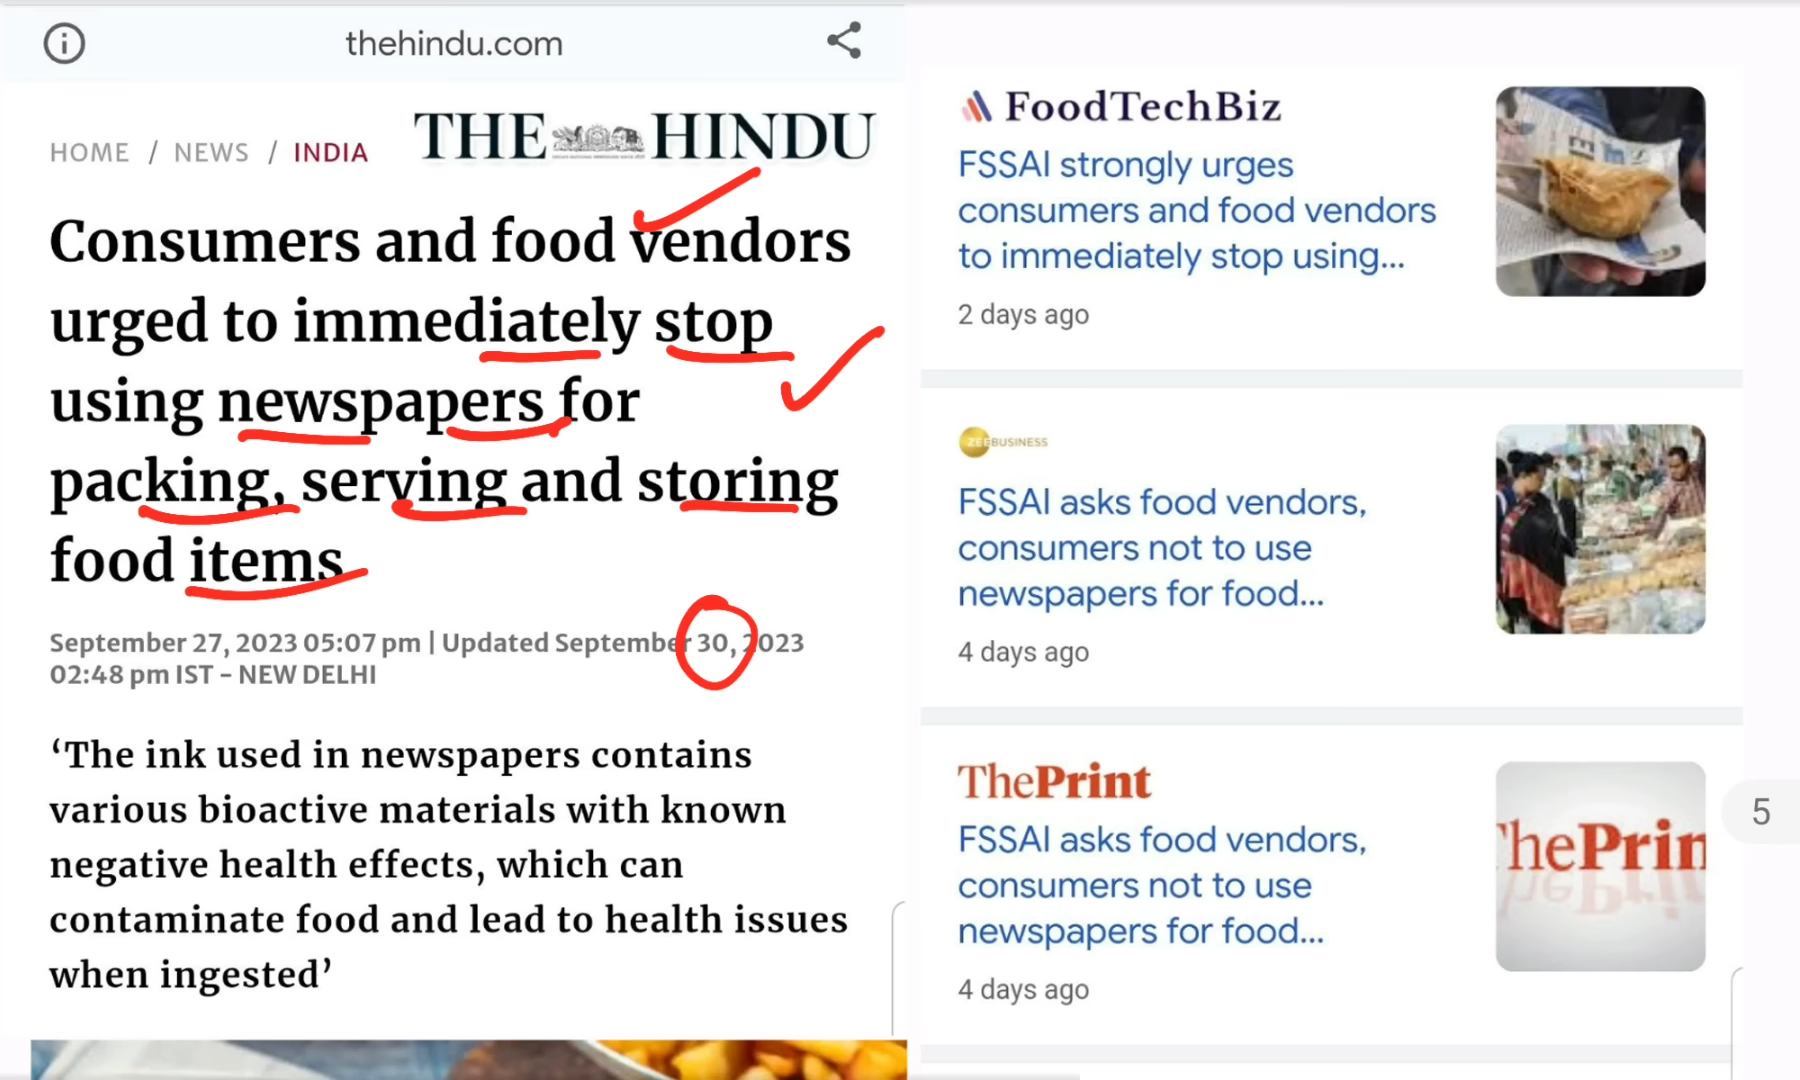 thehindu.com
HOME / NEWS / INDIA
THE HINDU
Consumers and food vendors
urged to immediately stop
using newspapers for
packing, serving and storing
food items
September 27, 2023 05:07 pm | Updated September 30, 2023
02:48 pm IST - NEW DELHI
‘The ink used in newspapers contains
various bioactive materials with known
negative health effects, which can
contaminate food and lead to health issues
when ingested’
FoodTechBiz
FSSAI strongly urges
consumers and food vendors
to immediately stop using...
2 days ago
ZEEBUSINESS
FSSAI asks food vendors,
consumers not to use
newspapers for food...
4 days ago
ThePrint
FSSAI asks food vendors,
consumers not to use
newspapers for food...
4 days ago
hePrin
5